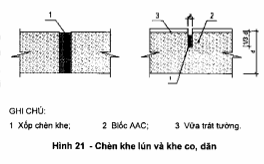 1
3
2
1
GHI CHÚ:
1 Xốp chèn khe; 2 Blốc AAC; 3 Vữa trát tường.
Hình 21 - Chèn khe lún và khe co, dãn